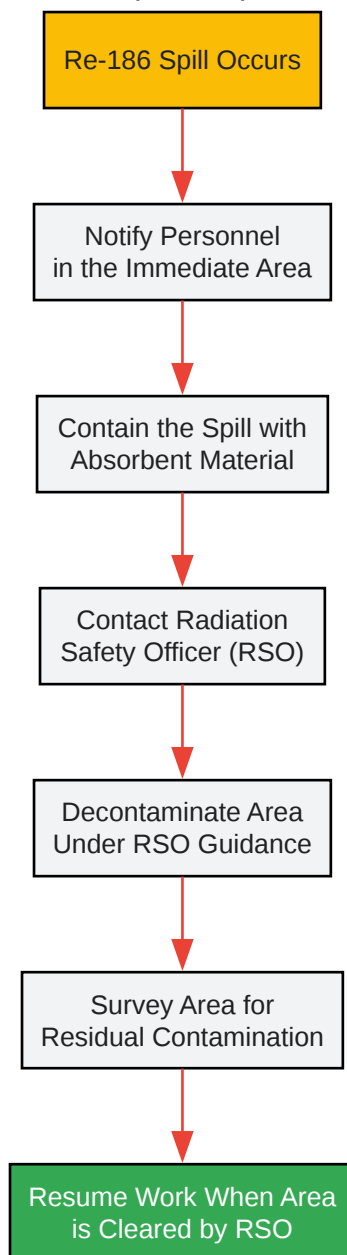 Re-186 Spill Occurs
Notify Personnel
in the Immediate Area
Contain the Spill with
Absorbent Material
Contact Radiation
Safety Officer (RSO)
Decontaminate Area
Under RSO Guidance
Survey Area for
Residual Contamination
Resume Work When Area
is Cleared by RSO